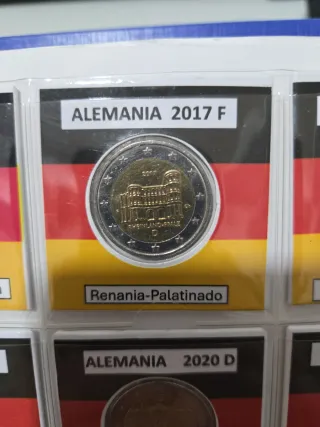 ALEMANIA 2017 F
2017
RHEINLAND-PFALZ
D
Renania-Palatinado
ALEMANIA 2020 D